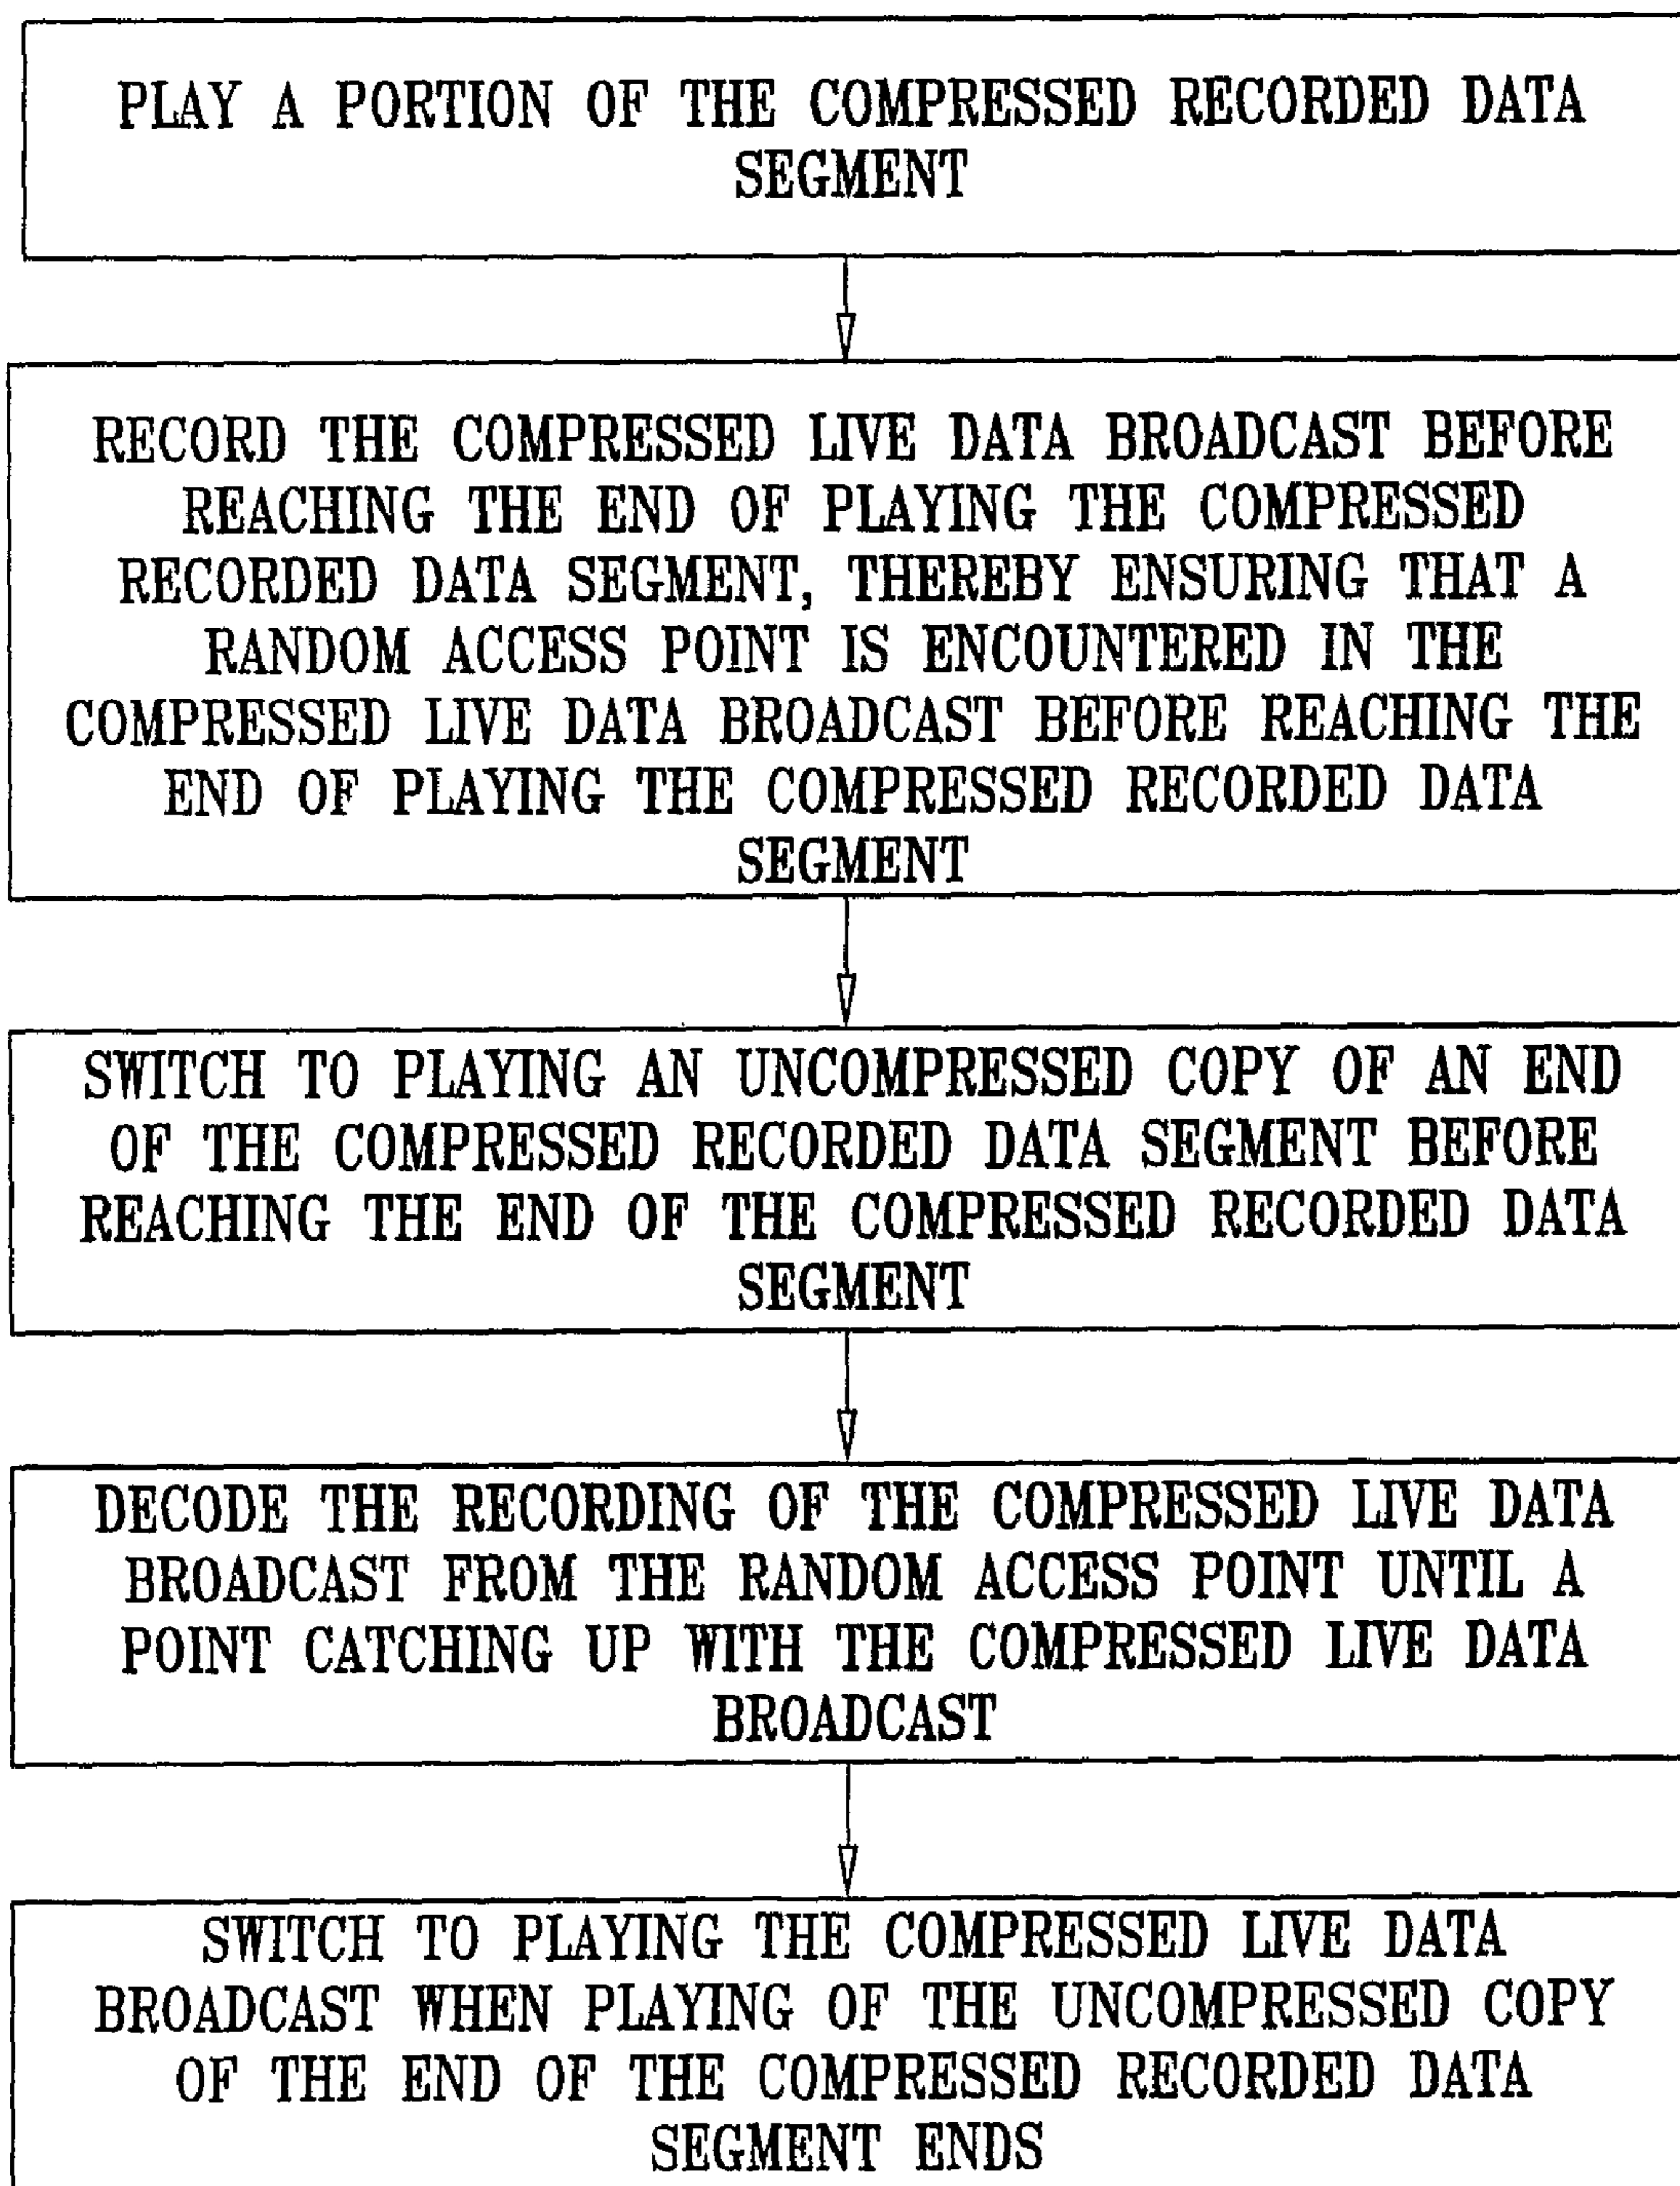 PLAY A PORTION OF THE COMPRESSED RECORDED DATA
SEGMENT
RECORD THE COMPRESSED LIVE DATA BROADCAST BEFORE
REACHING THE END OF PLAYING THE COMPRESSED
RECORDED DATA SEGMENT, THEREBY ENSURING THAT A
RANDOM ACCESS POINT IS ENCOUNTERED IN THE
COMPRESSED LIVE DATA BROADCAST BEFORE REACHING THE
END OF PLAYING THE COMPRESSED RECORDED DATA
SEGMENT
SWITCH TO PLAYING AN UNCOMPRESSED COPY OF AN END
OF THE COMPRESSED RECORDED DATA SEGMENT BEFORE
REACHING THE END OF THE COMPRESSED RECORDED DATA
SEGMENT
DECODE THE RECORDING OF THE COMPRESSED LIVE DATA
BROADCAST FROM THE RANDOM ACCESS POINT UNTIL A
POINT CATCHING UP WITH THE COMPRESSED LIVE DATA
BROADCAST
SWITCH TO PLAYING THE COMPRESSED LIVE DATA
BROADCAST WHEN PLAYING OF THE UNCOMPRESSED COPY
OF THE END OF THE COMPRESSED RECORDED DATA
SEGMENT ENDS